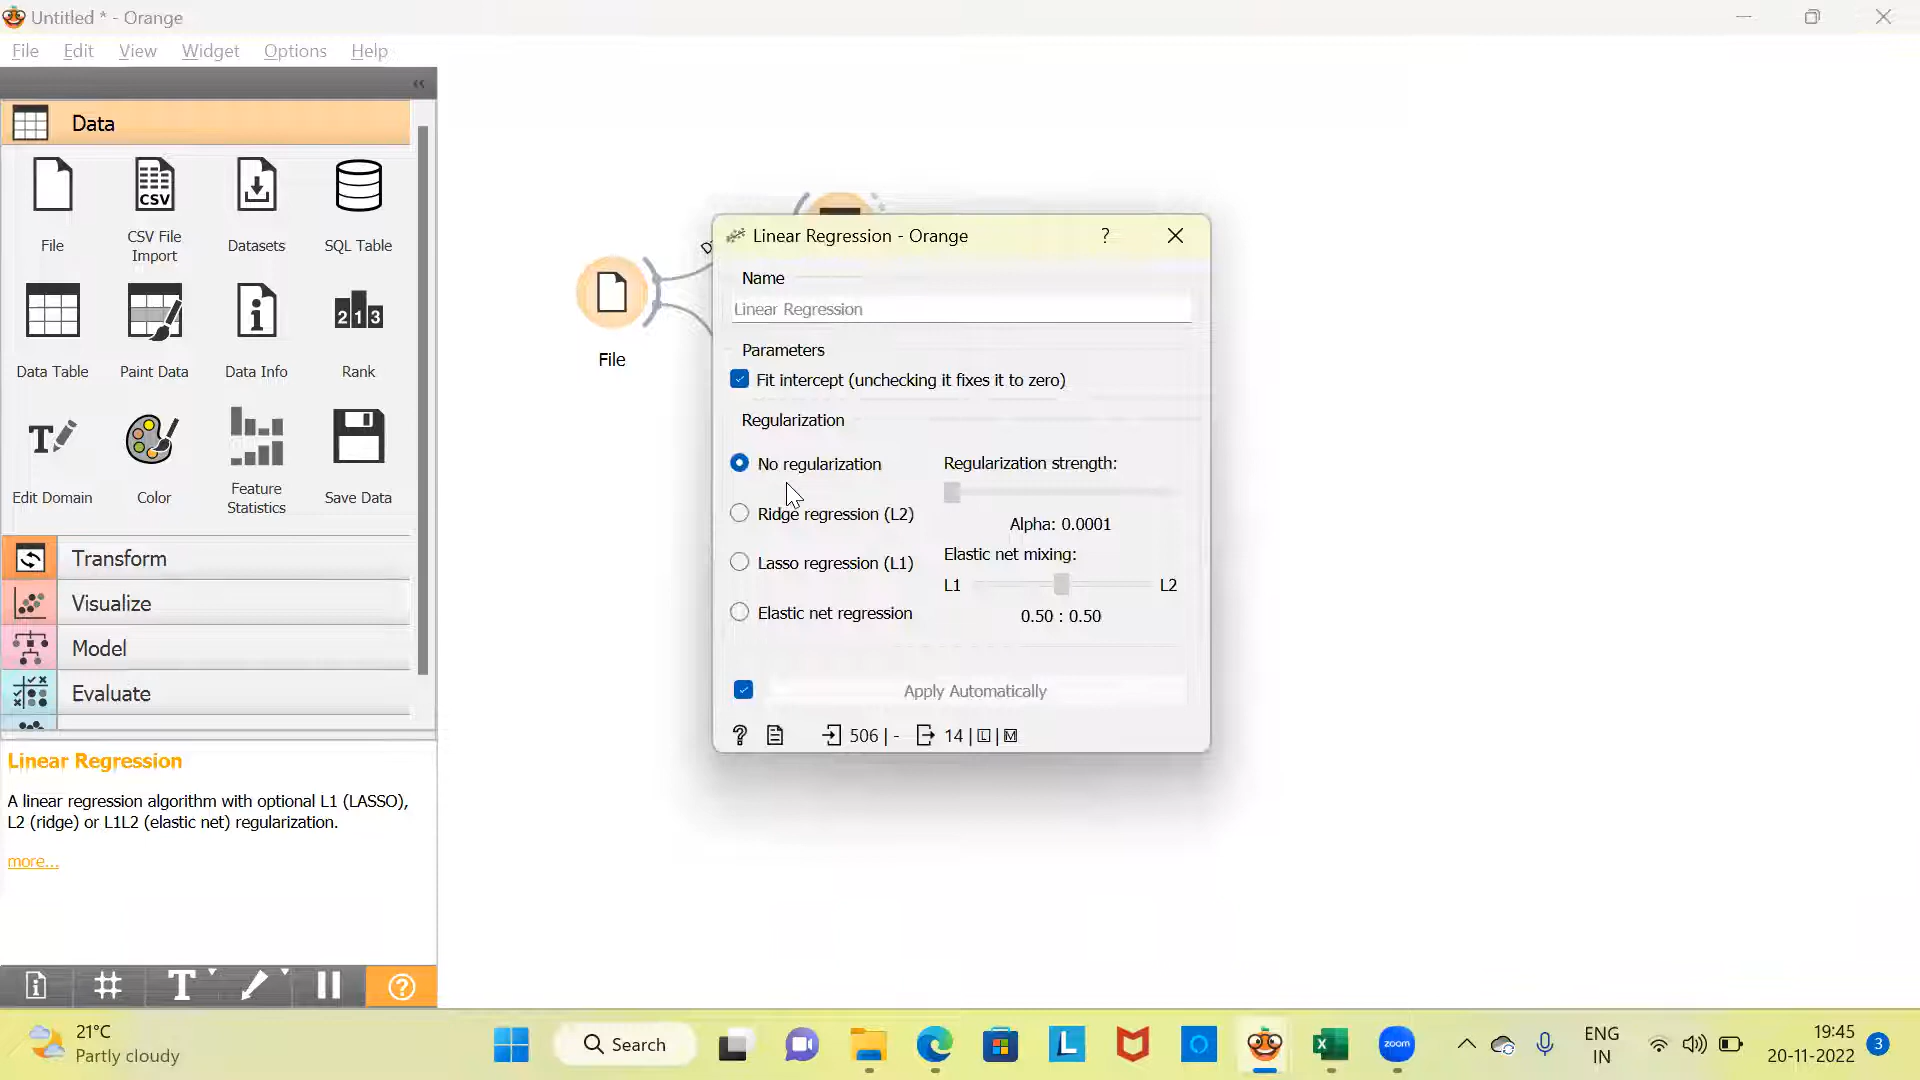 Untitled * - Orange
File Edit View Widget Options Help
Data
CSV
File
CSV File
Import
Datasets
SQL Table
213
Data Table
Paint Data
Data Info
Rank
Edit Domain
Color
Feature
Statistics
Save Data
Transform
Visualize
Model
Evaluate
Linear Regression
A linear regression algorithm with optional L1 (LASSO),
L2 (ridge) or L1L2 (elastic net) regularization.
more...
File
Linear Regression - Orange
Name
Linear Regression
Parameters
Fit intercept (unchecking it fixes it to zero)
Regularization
No regularization
Ridge regression (L2)
Lasso regression (L1)
Elastic net regression
Regularization strength:
Alpha: 0.0001
Elastic net mixing:
L1 L2
0.50 : 0.50
Apply Automatically
506 | - 14 | L | M
21°C
Partly cloudy
Search
zoom
ENG
IN
19:45
20-11-2022
3